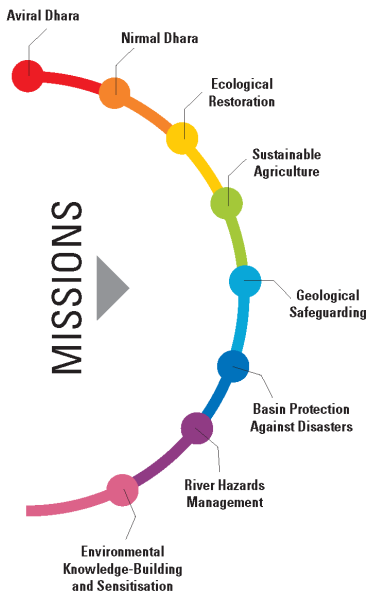 Aviral Dhara
Nirmal Dhara
Ecological
Restoration
Sustainable
Agriculture
MISSIONS
Geological
Safeguarding
Basin Protection
Against Disasters
River Hazards
Management
Environmental
Knowledge-Building
and Sensitisation